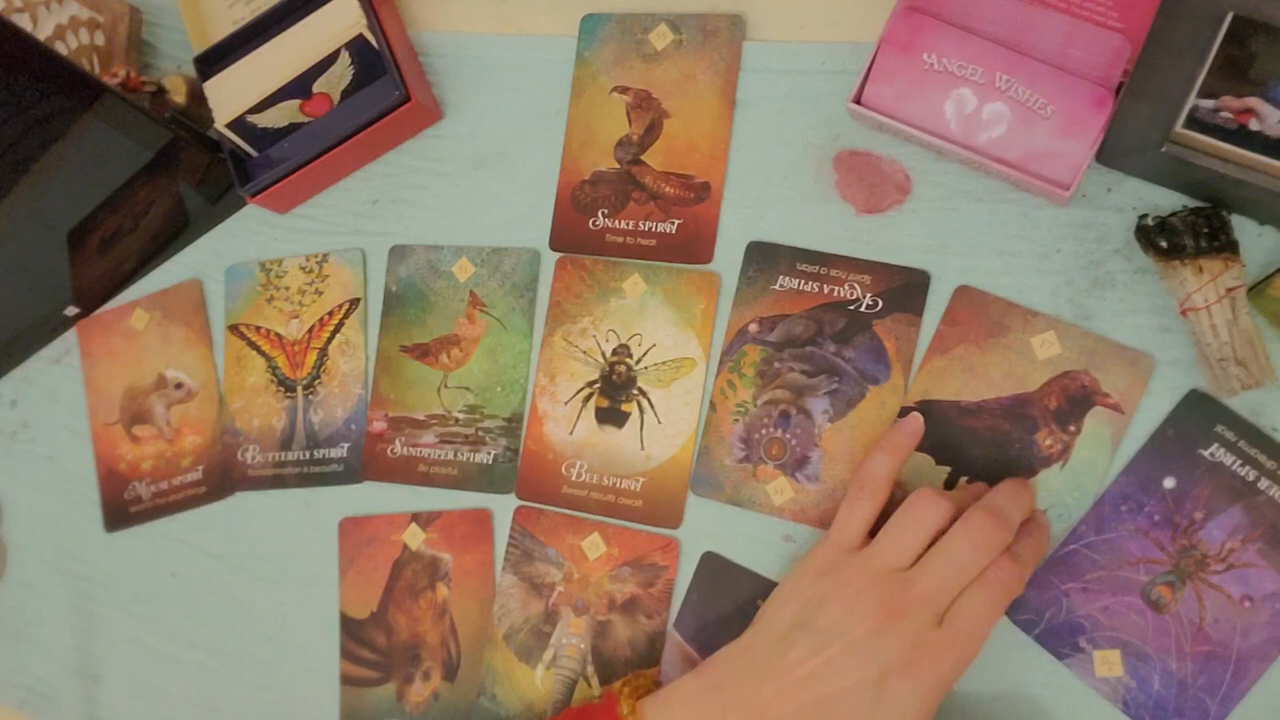 ANGEL WISHES
SNAKE SPIRIT
Time to heal
KOALA SPIRIT
Spirit has a plan
MOUSE SPIRIT
BUTTERFLY SPIRIT
Transformation is beautiful
SANDPIPER SPIRIT
Be playful
BEE SPIRIT
Sweet results await
SPIRIT